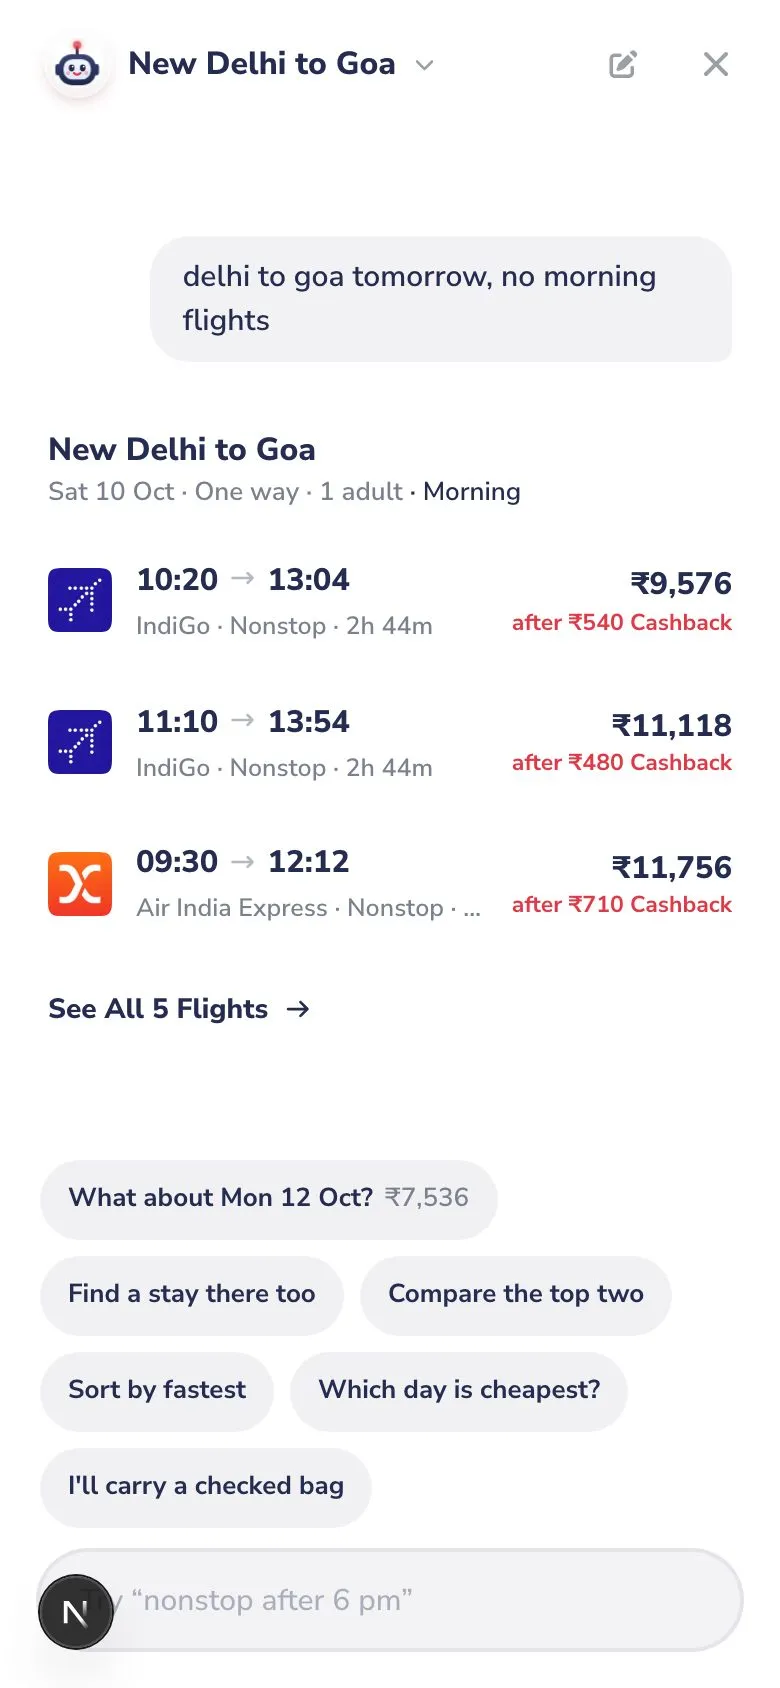 New Delhi to Goa
delhi to goa tomorrow, no morning
flights
New Delhi to Goa
Sat 10 Oct · One way · 1 adult · Morning
10:20 → 13:04 ₹9,576
IndiGo · Nonstop · 2h 44m after ₹540 Cashback
11:10 → 13:54 ₹11,118
IndiGo · Nonstop · 2h 44m after ₹480 Cashback
09:30 → 12:12 ₹11,756
Air India Express · Nonstop · ... after ₹710 Cashback
See All 5 Flights →
What about Mon 12 Oct? ₹7,536
Find a stay there too Compare the top two
Sort by fastest Which day is cheapest?
I'll carry a checked bag
N Try “nonstop after 6 pm”